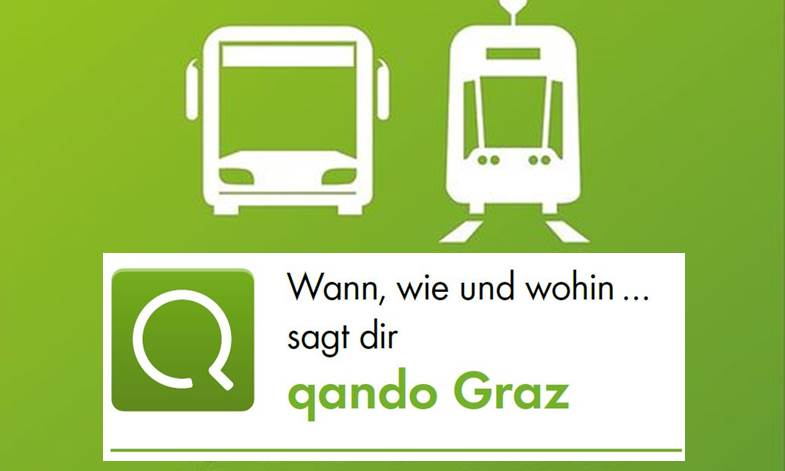 Wann, wie und wohin ...
sagt dir
qando Graz